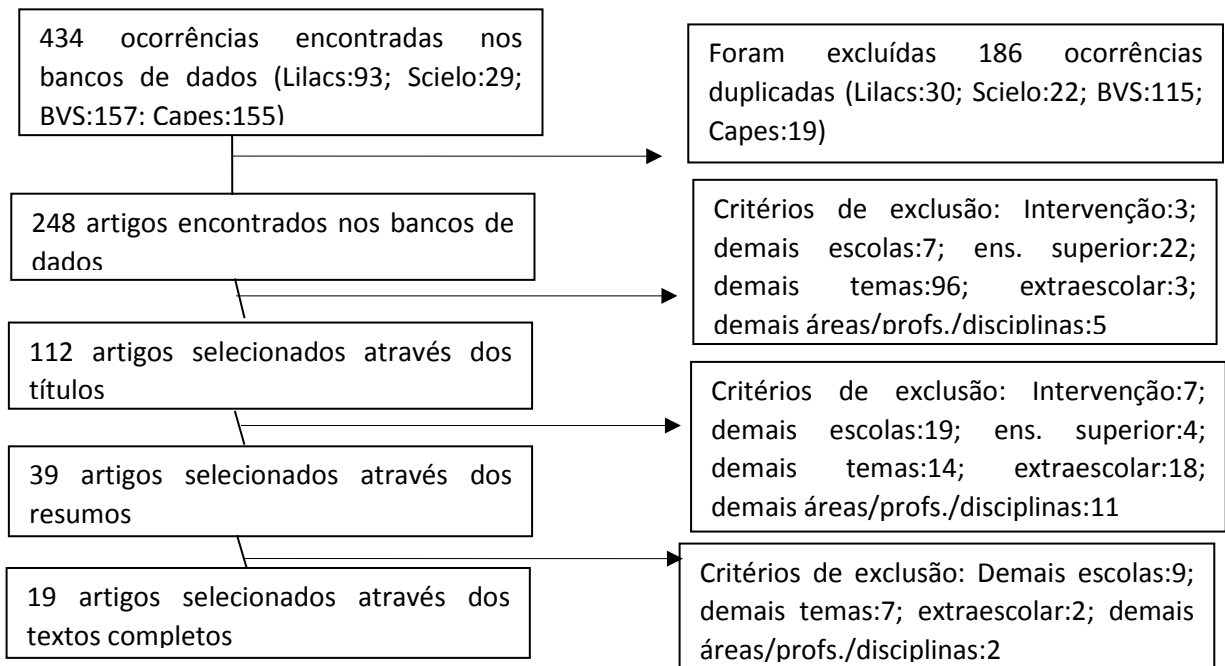 434 ocorrências encontradas nos
bancos de dados (Lilacs:93; Scielo:29;
BVS:157; Capes:155)
Foram excluídas 186 ocorrências
duplicadas (Lilacs:30; Scielo:22; BVS:115;
Capes:19)
248 artigos encontrados nos bancos de
dados
Critérios de exclusão: Intervenção:3;
demais escolas:7; ens. superior:22;
demais temas:96; extraescolar:3;
demais áreas/profs./disciplinas:5
112 artigos selecionados através dos
títulos
Critérios de exclusão: Intervenção:7;
demais escolas:19; ens. superior:4;
demais temas:14; extraescolar:18;
demais áreas/profs./disciplinas:11
39 artigos selecionados através dos
resumos
Critérios de exclusão: Demais escolas:9;
demais temas:7; extraescolar:2; demais
áreas/profs./disciplinas:2
19 artigos selecionados através dos
textos completos